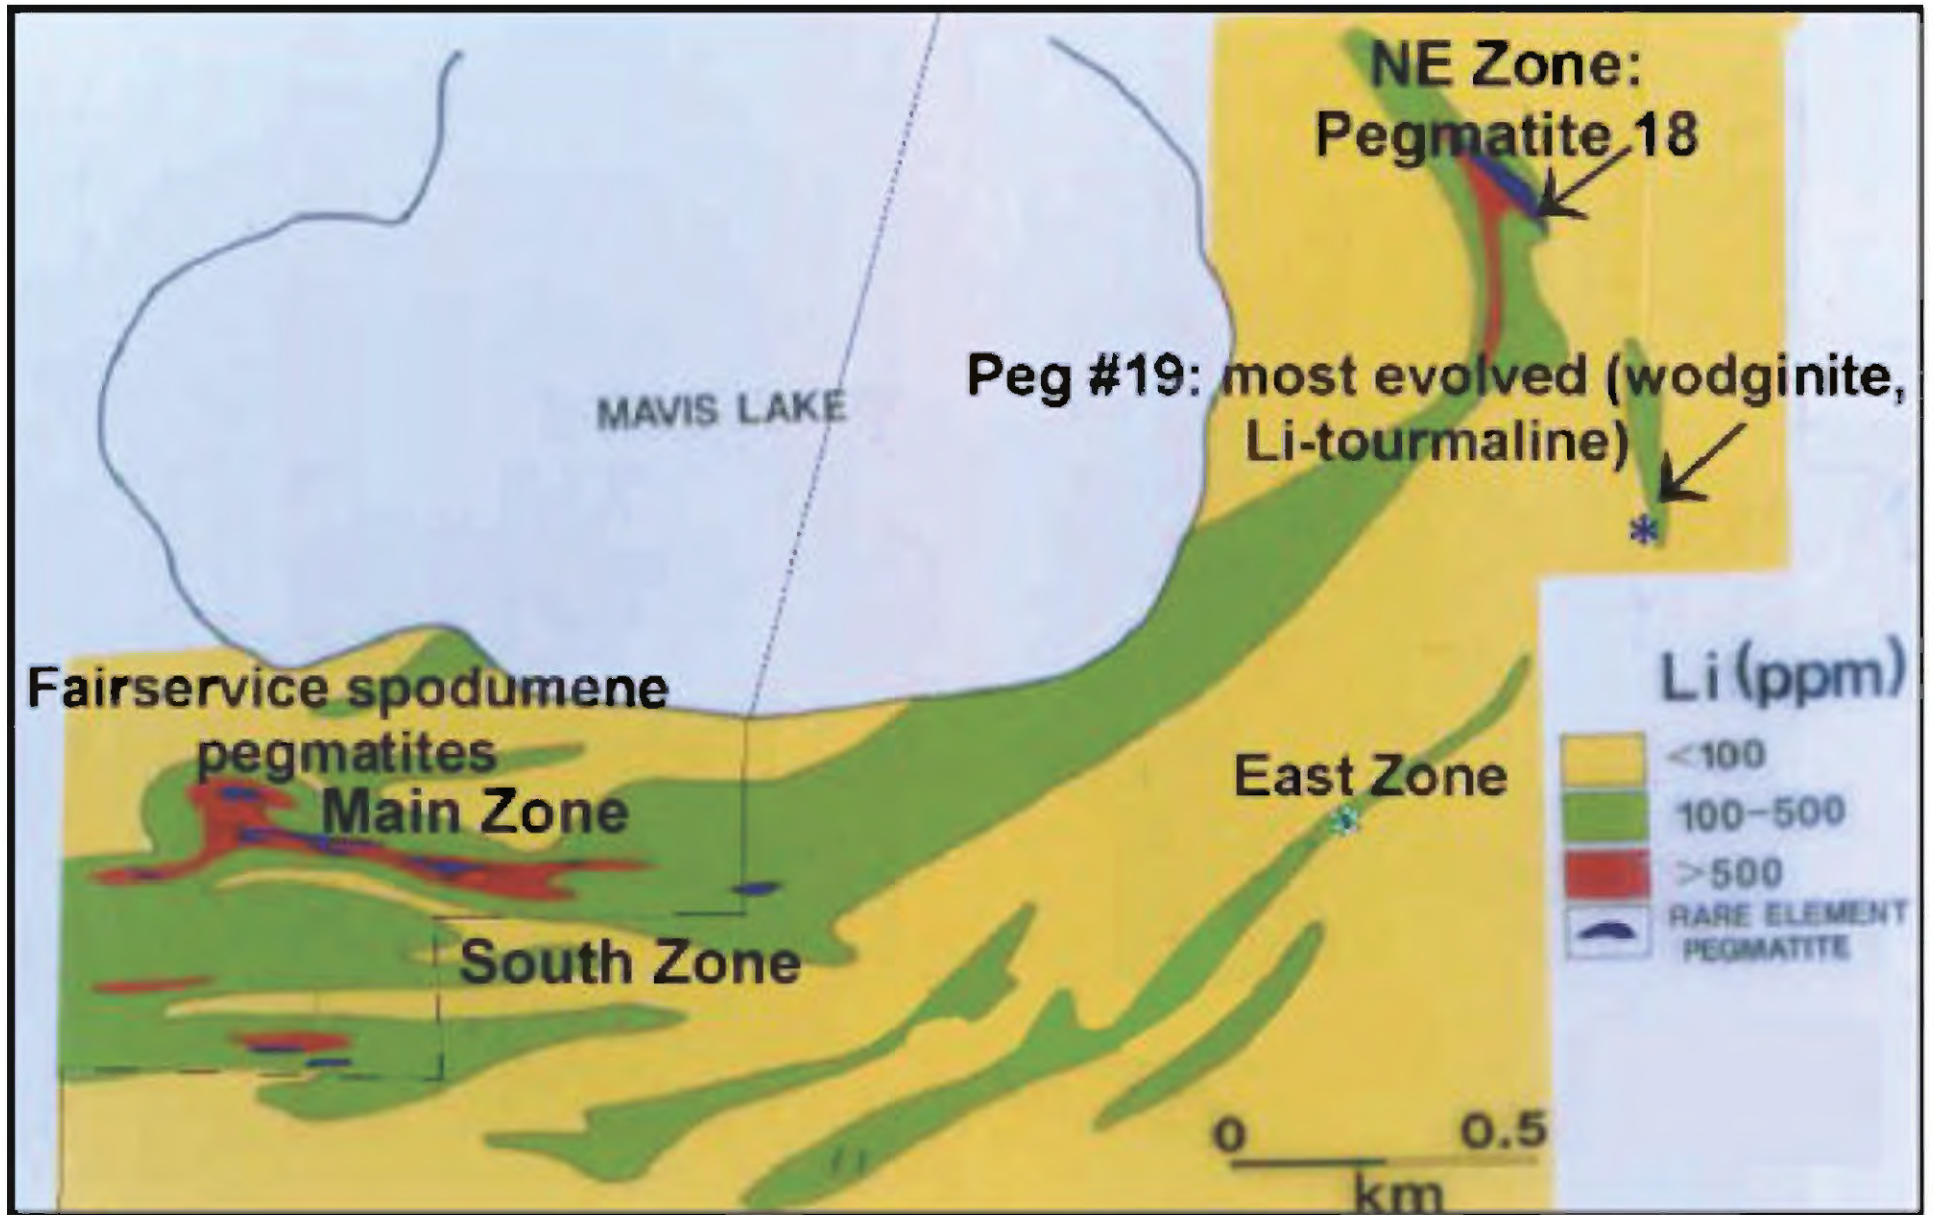 NE Zone:
Pegmatite 18
MAVIS LAKE
Peg #19: most evolved (wodginite,
Li-tourmaline)
Fairservice spodumene
pegmatites
Main Zone
East Zone
South Zone
Li (ppm)
<100
100-500
>500
RARE ELEMENT
PEGMATITE
0 0.5
km